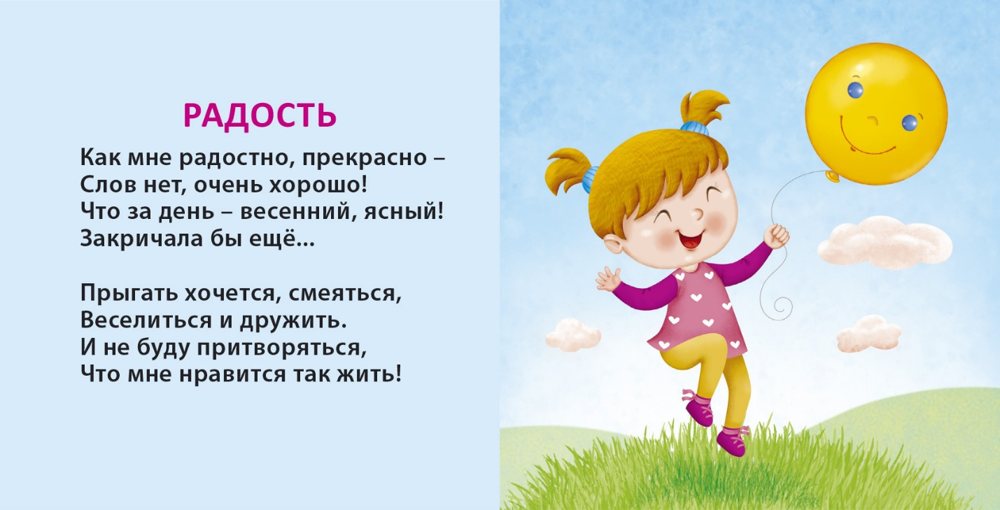 РАДОСТЬ
Как мне радостно, прекрасно –
Слов нет, очень хорошо!
Что за день – весенний, ясный!
Закричала бы ещё...
Прыгать хочется, смеяться,
Веселиться и дружить.
И не буду притворяться,
Что мне нравится так жить!